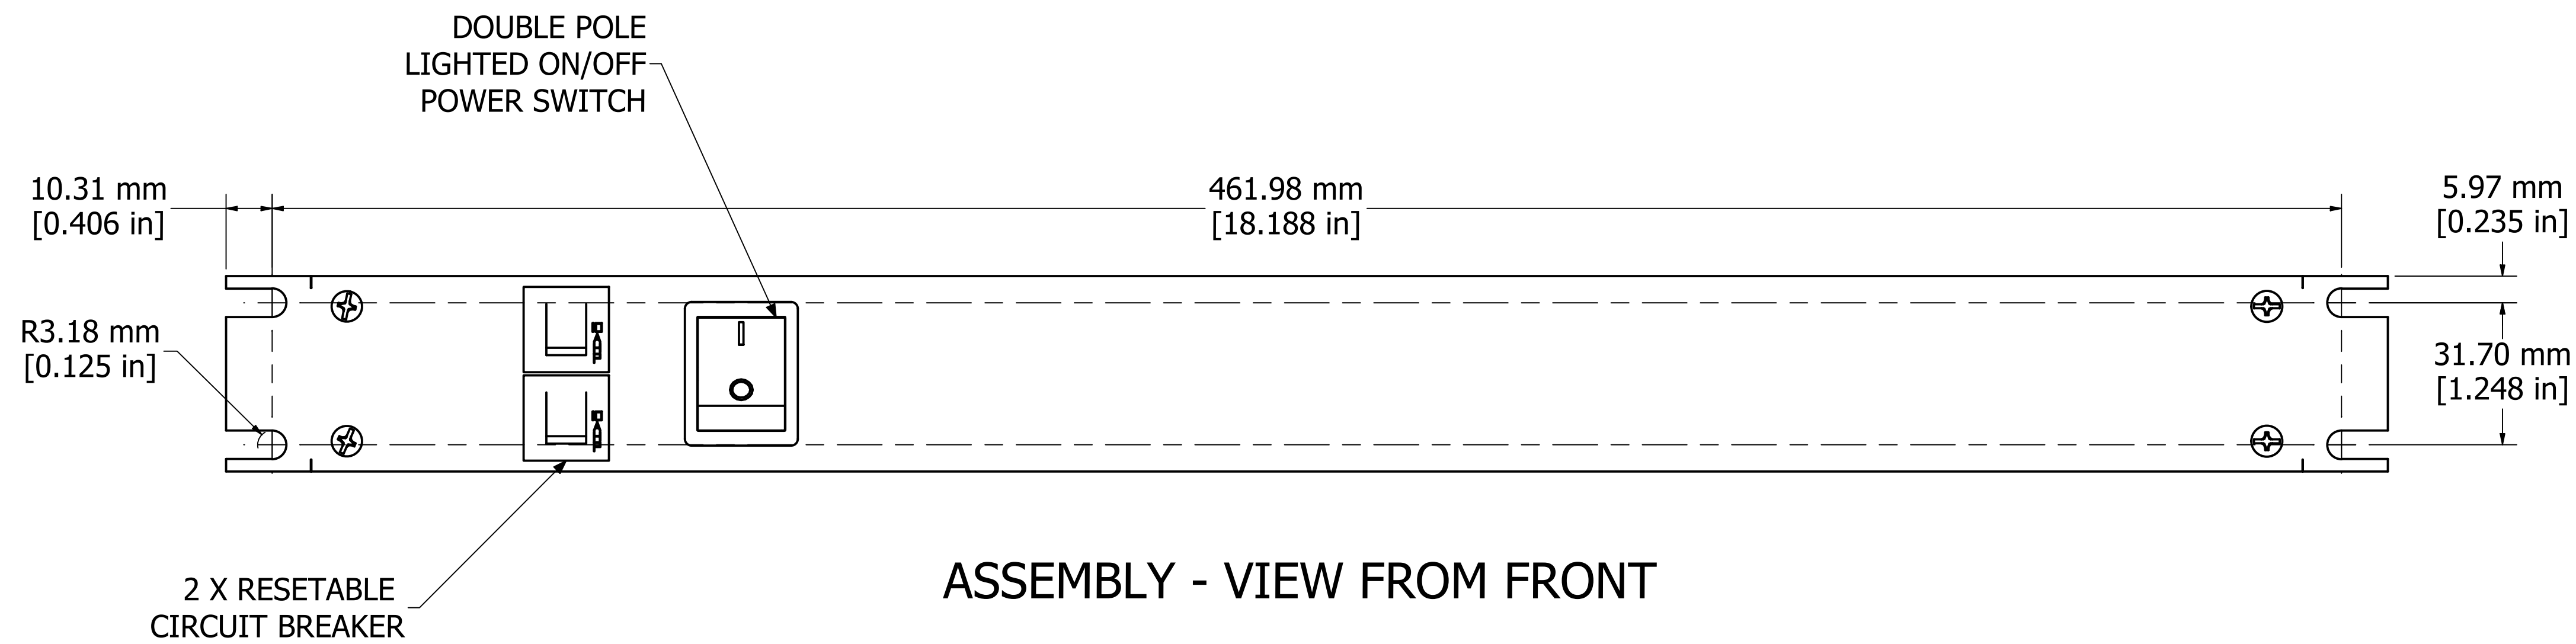 DOUBLE POLE
LIGHTED ON/OFF
POWER SWITCH
10.31 mm
[0.406 in]
461.98 mm
[18.188 in]
5.97 mm
[0.235 in]
R3.18 mm
[0.125 in]
31.70 mm
[1.248 in]
2 X RESETABLE
CIRCUIT BREAKER
ASSEMBLY - VIEW FROM FRONT